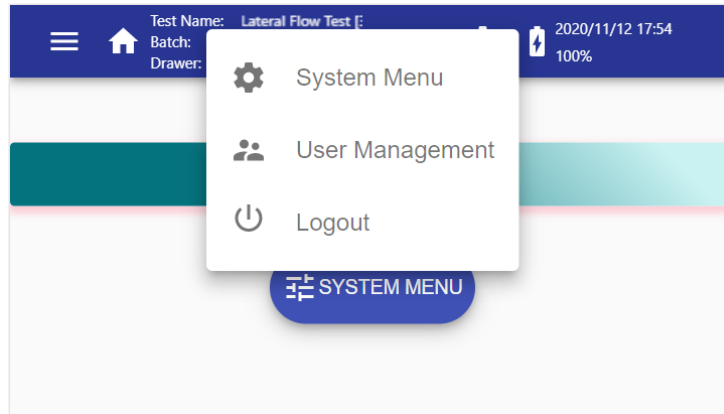 Test Name: Lateral Flow Test [
Batch:
Drawer:
2020/11/12 17:54
100%
System Menu
User Management
Logout
SYSTEM MENU